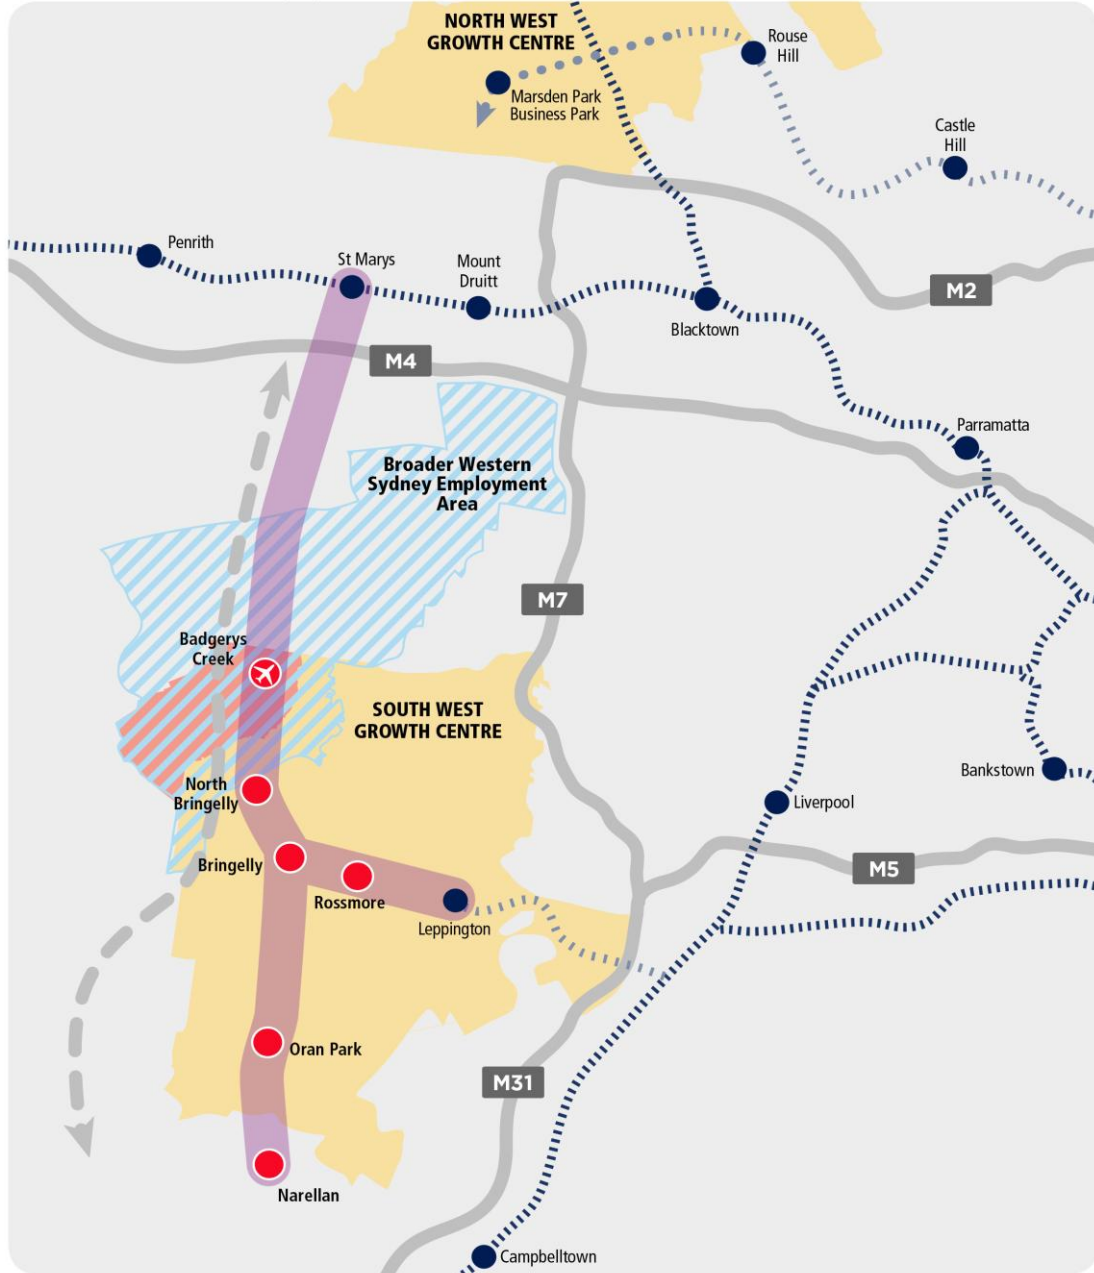 NORTH WEST
GROWTH CENTRE
Rouse
Hill
Marsden Park
Business Park
Castle
Hill
Penrith
St Marys
Mount
Druitt
M2
Blacktown
M4
Parramatta
Broader Western
Sydney Employment
Area
M7
Badgerys
Creek
SOUTH WEST
GROWTH CENTRE
North
Bringelly
Bankstown
Liverpool
Bringelly
M5
Rossmore
Leppington
Oran Park
M31
Narellan
Campbelltown